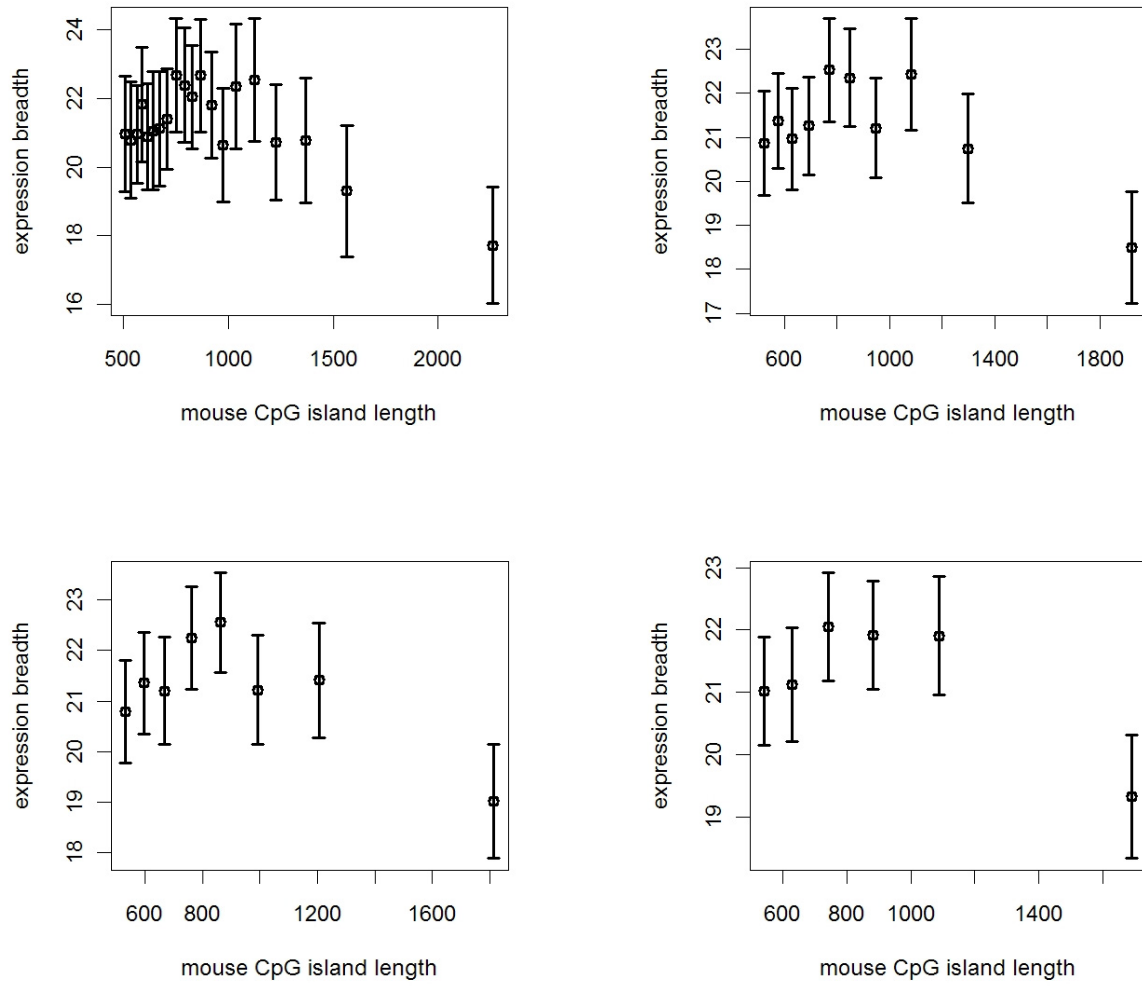 expression breadth
24
22
20
18
16
500 1000 1500 2000
mouse CpG island length
expression breadth
23
22
21
20
19
18
17
600 1000 1400 1800
mouse CpG island length
expression breadth
23
22
21
20
19
18
600 800 1200 1600
mouse CpG island length
expression breadth
23
22
21
20
19
600 800 1000 1400
mouse CpG island length